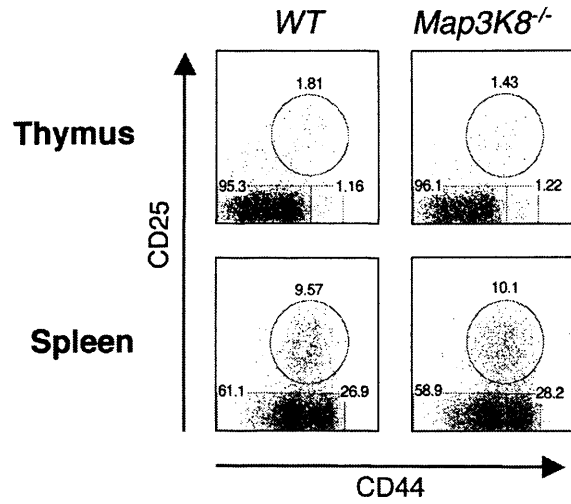 WT Map3K8-/-
Thymus
1.81
95.3 1.16
1.43
96.1 1.22
CD25
Spleen
9.57
61.1 26.9
10.1
58.9 28.2
CD44